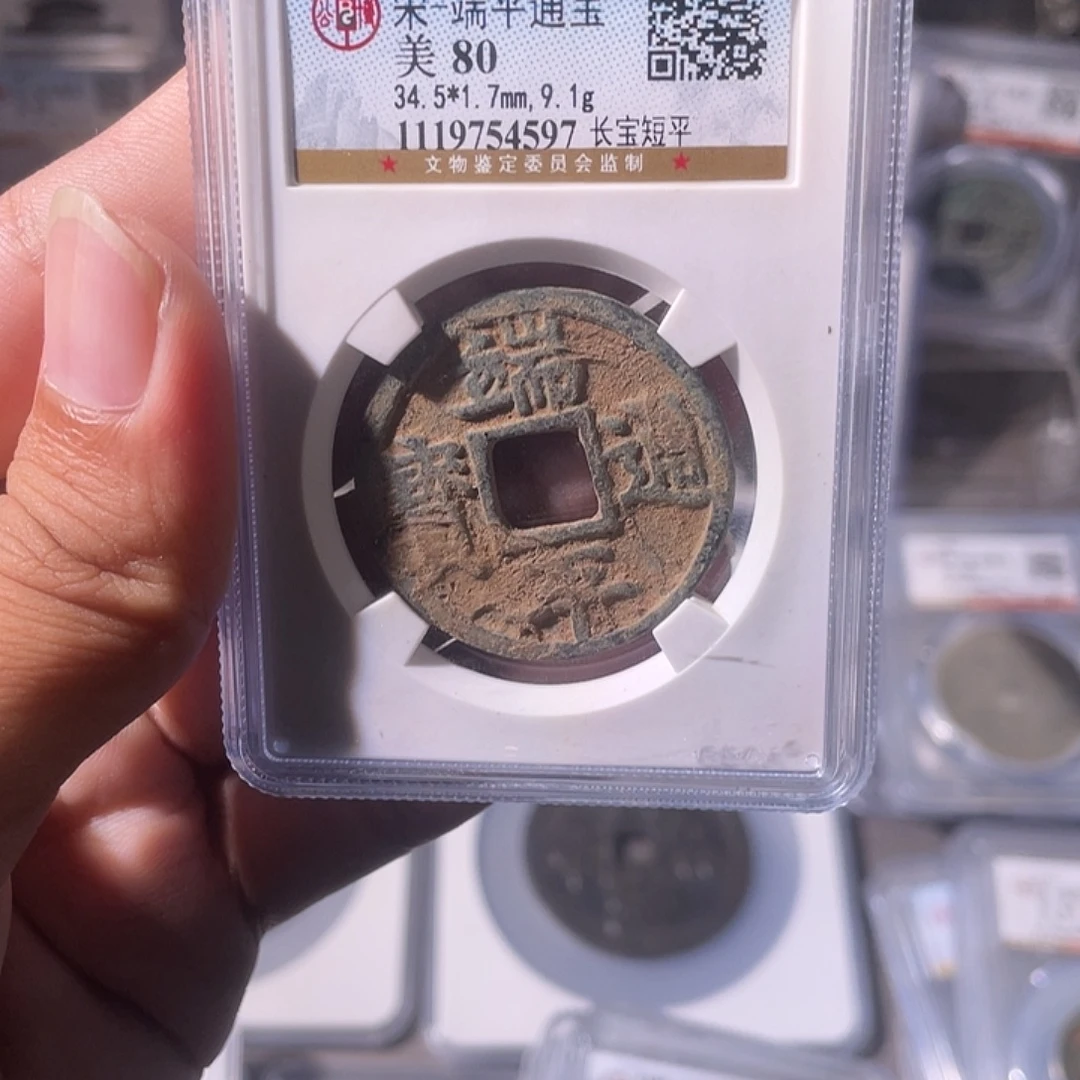 宋-端平通宝
美 80
34.5*1.7mm,9.1g
1119754597 长宝短平
★ 文物鉴定委员会监制 ★
端
通
寶
平